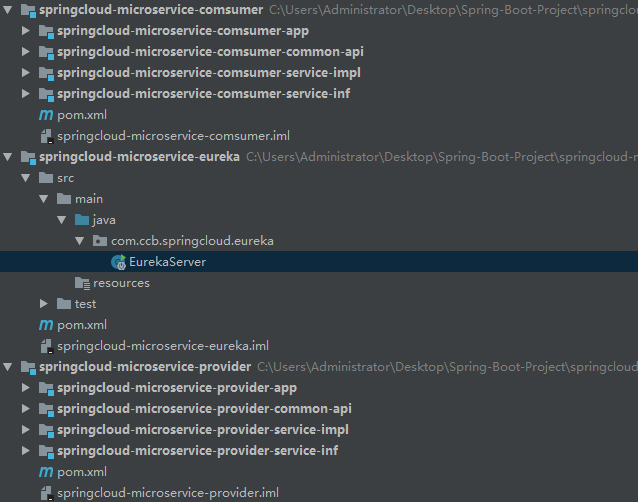 springcloud-microservice-comsumer C:\Users\Administrator\Desktop\Spring-Boot-Project\springcloud
springcloud-microservice-comsumer-app
springcloud-microservice-comsumer-common-api
springcloud-microservice-comsumer-service-impl
springcloud-microservice-comsumer-service-inf
m pom.xml
springcloud-microservice-comsumer.iml
springcloud-microservice-eureka C:\Users\Administrator\Desktop\Spring-Boot-Project\springcloud-m
src
main
java
com.ccb.springcloud.eureka
EurekaServer
resources
test
m pom.xml
springcloud-microservice-eureka.iml
springcloud-microservice-provider C:\Users\Administrator\Desktop\Spring-Boot-Project\springcloud
springcloud-microservice-provider-app
springcloud-microservice-provider-common-api
springcloud-microservice-provider-service-impl
springcloud-microservice-provider-service-inf
m pom.xml
springcloud-microservice-provider.iml